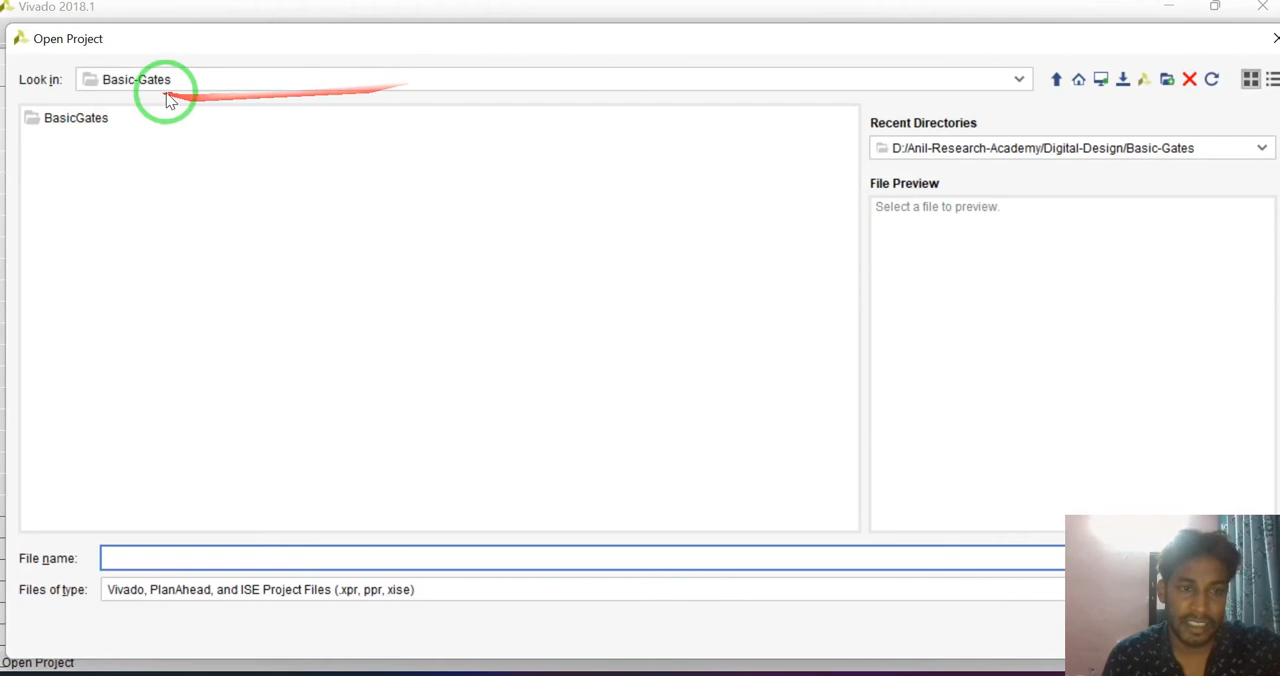 Vivado 2018.1
Open Project
Look in: Basic-Gates
BasicGates
Recent Directories
D:/Anil-Research-Academy/Digital-Design/Basic-Gates
File Preview
Select a file to preview.
File name:
Files of type: Vivado, PlanAhead, and ISE Project Files (.xpr, ppr, xise)
Open Project